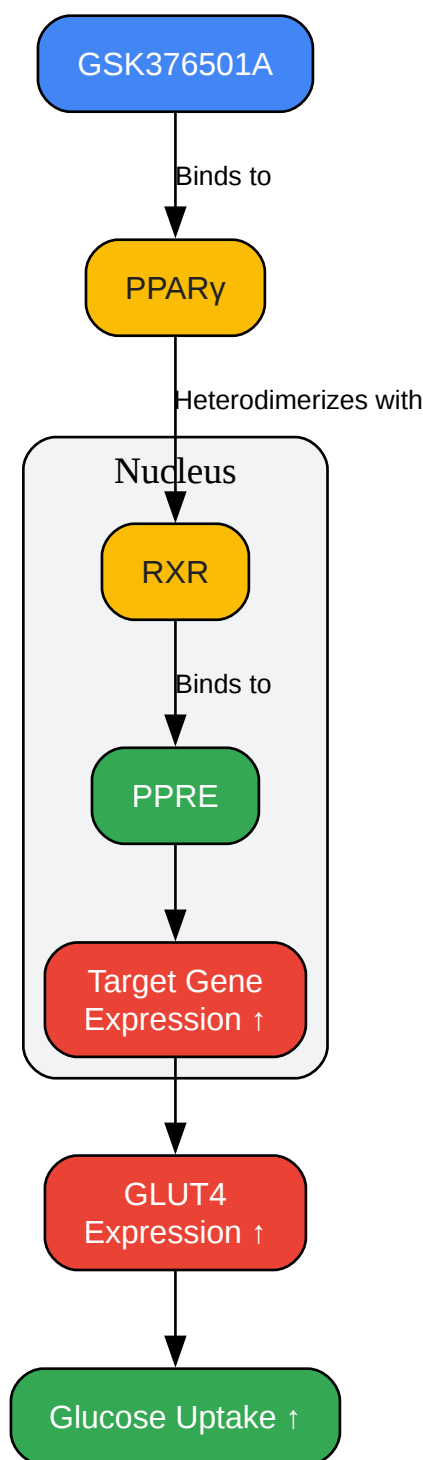 GSK376501A
Binds to
PPARγ
Heterodimerizes with
Nucleus
RXR
Binds to
PPRE
Target Gene
Expression ↑
GLUT4
Expression ↑
Glucose Uptake ↑